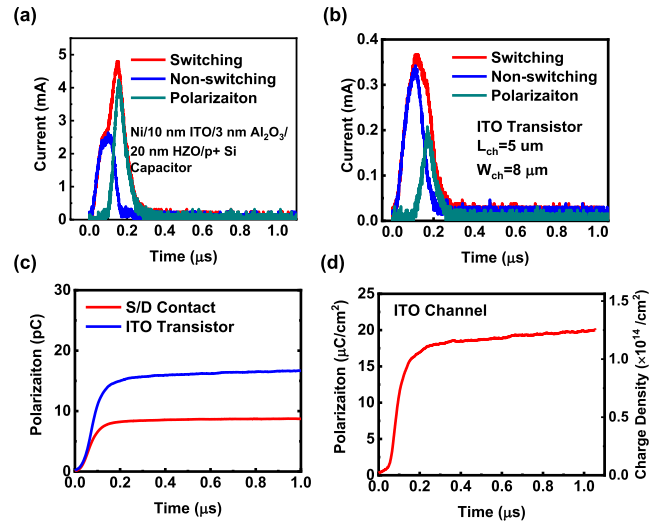 (a)
Current (mA)
5
4
3
2
1
0
Switching
Non-switching
Polarizaiton
Ni/10 nm ITO/3 nm Al₂O₃/
20 nm HZO/p+ Si
Capacitor
0.0 0.2 0.4 0.6 0.8 1.0
Time (μs)
(b)
Current (mA)
0.4
0.3
0.2
0.1
0.0
Switching
Non-switching
Polarizaiton
ITO Transistor
L_ch=5 um
W_ch=8 μm
0.0 0.2 0.4 0.6 0.8 1.0
Time (μs)
(c)
Polarizaiton (pC)
30
20
10
0
S/D Contact
ITO Transistor
0.0 0.2 0.4 0.6 0.8 1.0
Time (μs)
(d)
Polarizaiton (μC/cm²)
25
20
15
10
5
0
ITO Channel
0.0 0.2 0.4 0.6 0.8 1.0
Time (μs)
1.5
1.0
0.5
0.0
Charge Density (×10¹⁴ /cm²)